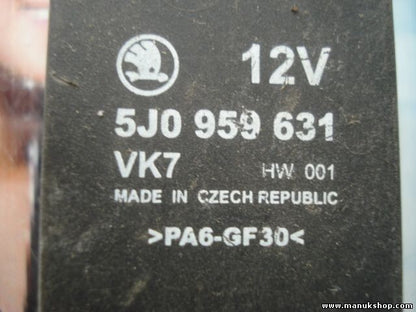 12V
5J0 959 631
VK7 HW 001
MADE IN CZECH REPUBLIC
>PA6-GF30<
www.manukshop.com